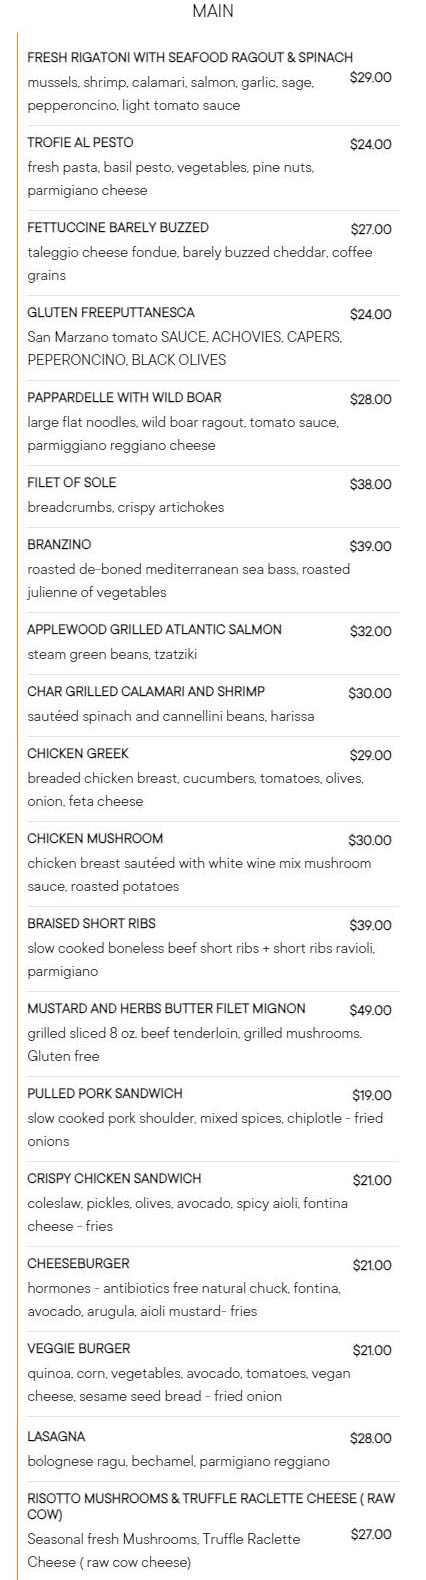 MAIN
FRESH RIGATONI WITH SEAFOOD RAGOUT & SPINACH
mussels, shrimp, calamari, salmon, garlic, sage, $29.00
pepperoncino, light tomato sauce
TROFIE AL PESTO $24.00
fresh pasta, basil pesto, vegetables, pine nuts,
parmigiano cheese
FETTUCCINE BARELY BUZZED $27.00
taleggio cheese fondue, barely buzzed cheddar, coffee
grains
GLUTEN FREEPUTTANESCA $24.00
San Marzano tomato SAUCE, ACHOVIES, CAPERS,
PEPERONCINO, BLACK OLIVES
PAPPARDELLE WITH WILD BOAR $28.00
large flat noodles, wild boar ragout, tomato sauce,
parmiggiano reggiano cheese
FILET OF SOLE $38.00
breadcrumbs, crispy artichokes
BRANZINO $39.00
roasted de-boned mediterranean sea bass, roasted
julienne of vegetables
APPLEWOOD GRILLED ATLANTIC SALMON $32.00
steam green beans, tzatziki
CHAR GRILLED CALAMARI AND SHRIMP $30.00
sautéed spinach and cannellini beans, harissa
CHICKEN GREEK $29.00
breaded chicken breast, cucumbers, tomatoes, olives,
onion, feta cheese
CHICKEN MUSHROOM $30.00
chicken breast sautéed with white wine mix mushroom
sauce, roasted potatoes
BRAISED SHORT RIBS $39.00
slow cooked boneless beef short ribs + short ribs ravioli,
parmigiano
MUSTARD AND HERBS BUTTER FILET MIGNON $49.00
grilled sliced 8 oz. beef tenderloin, grilled mushrooms.
Gluten free
PULLED PORK SANDWICH $19.00
slow cooked pork shoulder, mixed spices, chiplotle - fried
onions
CRISPY CHICKEN SANDWICH $21.00
coleslaw, pickles, olives, avocado, spicy aioli, fontina
cheese - fries
CHEESEBURGER $21.00
hormones - antibiotics free natural chuck, fontina,
avocado, arugula, aioli mustard- fries
VEGGIE BURGER $21.00
quinoa, corn, vegetables, avocado, tomatoes, vegan
cheese, sesame seed bread - fried onion
LASAGNA $28.00
bolognese ragu, bechamel, parmigiano reggiano
RISOTTO MUSHROOMS & TRUFFLE RACLETTE CHEESE ( RAW
COW)
Seasonal fresh Mushrooms, Truffle Raclette $27.00
Cheese ( raw cow cheese)